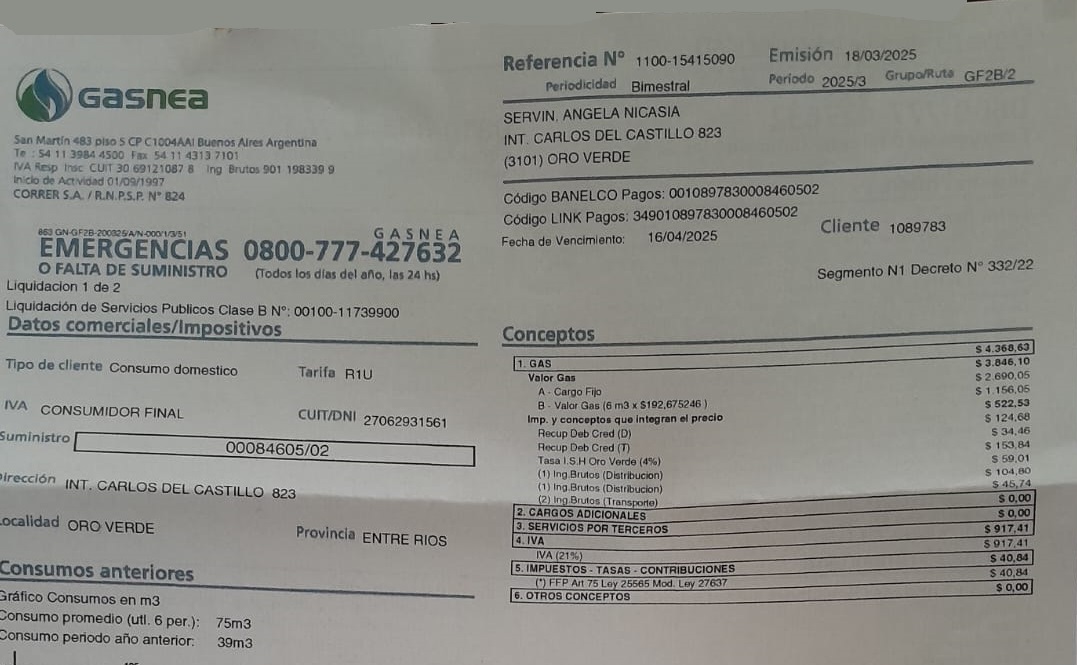 GASNEA
San Martín 483 piso 5 CP C1004AAI Buenos Aires Argentina
Te : 54 11 3984 4500 Fax 54 11 4313 7101
IVA Resp Insc CUIT 30 69121087 8 Ing Brutos 901 198339 9
Inicio de Actividad 01/09/1997
CORRER S.A. / R.N.P.S.P. N° 824
863 GN-GF2B-200325/A/N-000/1/3/51
GASNEA
EMERGENCIAS 0800-777-427632
O FALTA DE SUMINISTRO (Todos los días del año, las 24 hs)
Liquidacion 1 de 2
Liquidación de Servicios Publicos Clase B N°: 00100-11739900
Datos comerciales/Impositivos
Tipo de cliente Consumo domestico Tarifa R1U
IVA CONSUMIDOR FINAL CUIT/DNI 27062931561
Suministro 00084605/02
Dirección INT. CARLOS DEL CASTILLO 823
Localidad ORO VERDE Provincia ENTRE RIOS
Consumos anteriores
Gráfico Consumos en m3
Consumo promedio (utl. 6 per.): 75m3
Consumo periodo año anterior: 39m3
Referencia N° 1100-15415090 Emisión 18/03/2025
Periodicidad Bimestral Período 2025/3 Grupo/Ruta GF2B/2
SERVIN, ANGELA NICASIA
INT. CARLOS DEL CASTILLO 823
(3101) ORO VERDE
Código BANELCO Pagos: 0010897830008460502
Código LINK Pagos: 349010897830008460502
Fecha de Vencimiento: 16/04/2025 Cliente 1089783
Segmento N1 Decreto N° 332/22
Conceptos
1. GAS $ 4.368,63
Valor Gas $ 3.846,10
A - Cargo Fijo $ 2.690,05
B - Valor Gas (6 m3 x $192,675246 ) $ 1.156,05
Imp. y conceptos que integran el precio $ 522,53
Recup Deb Cred (D) $ 124,68
Recup Deb Cred (T) $ 34,46
Tasa I.S.H Oro Verde (4%) $ 153,84
(1) Ing.Brutos (Distribucion) $ 59,01
(1) Ing.Brutos (Distribucion) $ 104,80
(2) Ing.Brutos (Transporte) $ 45,74
2. CARGOS ADICIONALES $ 0,00
3. SERVICIOS POR TERCEROS $ 0,00
4. IVA $ 917,41
IVA (21%) $ 917,41
5. IMPUESTOS - TASAS - CONTRIBUCIONES $ 40,84
(*) FFP Art 75 Ley 25565 Mod. Ley 27637 $ 40,84
6. OTROS CONCEPTOS $ 0,00